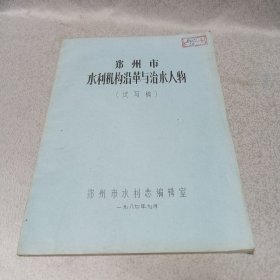 郑州市
水利机构沿革与治水人物
（试写稿）
郑州市水利志编辑室
一九八四年九月